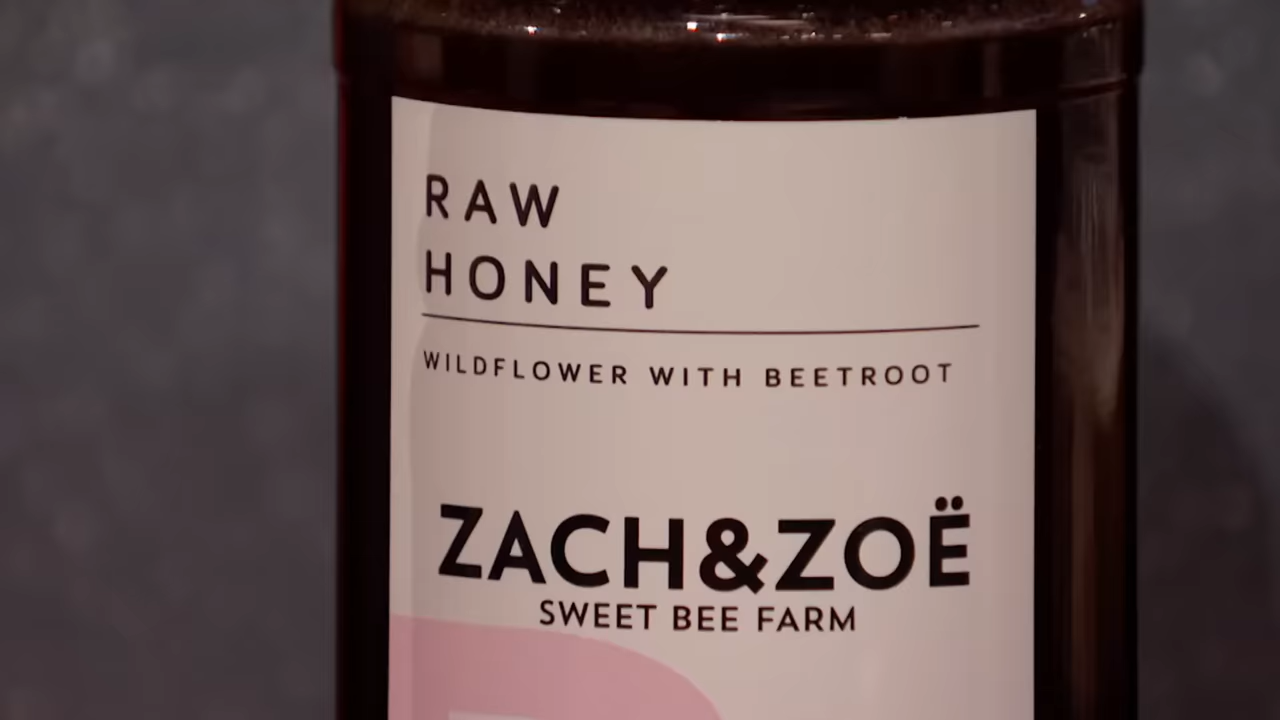 RAW
HONEY
WILDFLOWER WITH BEETROOT
ZACH&ZOË
SWEET BEE FARM